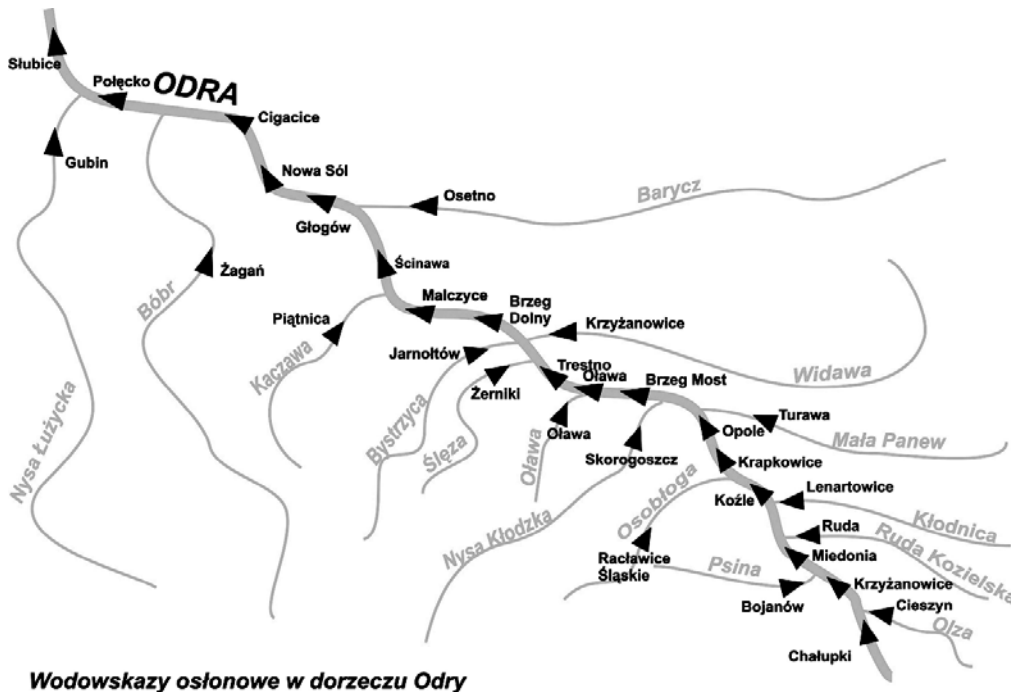 Słubice
Połęcko
ODRA
Cigacice
Gubin
Nowa Sól
Osetno
Barycz
Głogów
Żagań
Ścinawa
Bóbr
Malczyce
Brzeg
Dolny
Piątnica
Krzyżanowice
Jarnołtów
Kaczawa
Trestno
Widawa
Żerniki
Oława
Brzeg Most
Nysa Łużycka
Bystrzyca
Ślęza
Oława
Oława
Turawa
Opole
Mała Panew
Skorogoszcz
Krapkowice
Osobłoga
Koźle
Lenartowice
Kłodnica
Nysa Kłodzka
Ruda
Ruda Kozielska
Racławice
Śląskie
Psina
Miedonia
Bojanów
Krzyżanowice
Cieszyn
Olza
Chałupki
Wodowskazy osłonowe w dorzeczu Odry